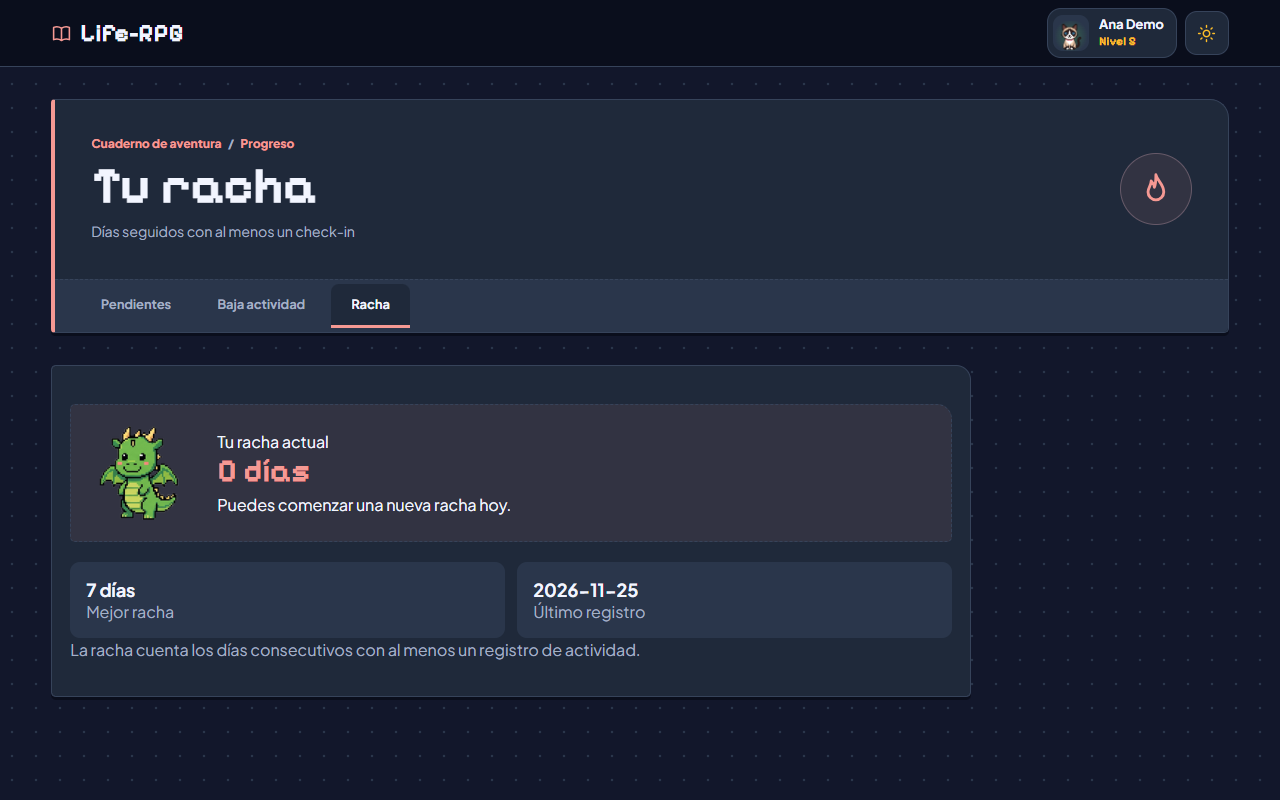 Life-RPG
Ana Demo
Nivel 8
Cuaderno de aventura / Progreso
Tu racha
Días seguidos con al menos un check-in
Pendientes
Baja actividad
Racha
Tu racha actual
0 días
Puedes comenzar una nueva racha hoy.
7 días
Mejor racha
2026-11-25
Último registro
La racha cuenta los días consecutivos con al menos un registro de actividad.